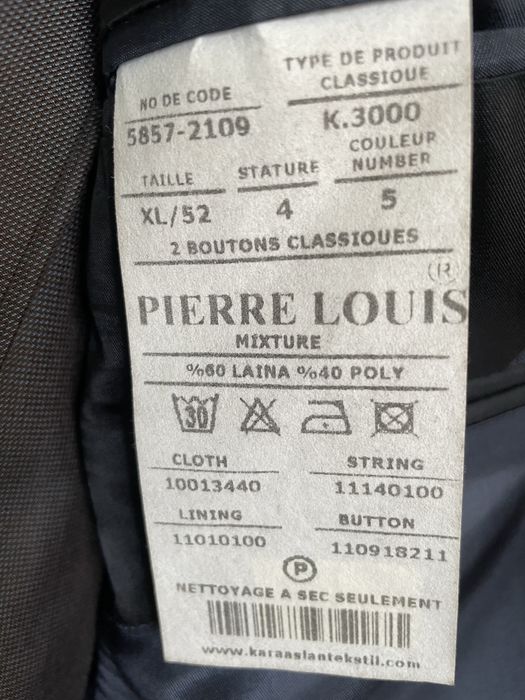 NO DE CODE
5857-2109
TYPE DE PRODUIT
CLASSIQUE
K.3000
TAILLE
XL/52
STATURE
4
COULEUR
NUMBER
5
2 BOUTONS CLASSIQUES
PIERRE LOUIS ®
MIXTURE
%60 LAINA %40 POLY
30
CLOTH
10013440
STRING
11140100
LINING
11010100
BUTTON
110918211
P
NETTOYAGE A SEC SEULEMENT
www.karaaslantekstil.com